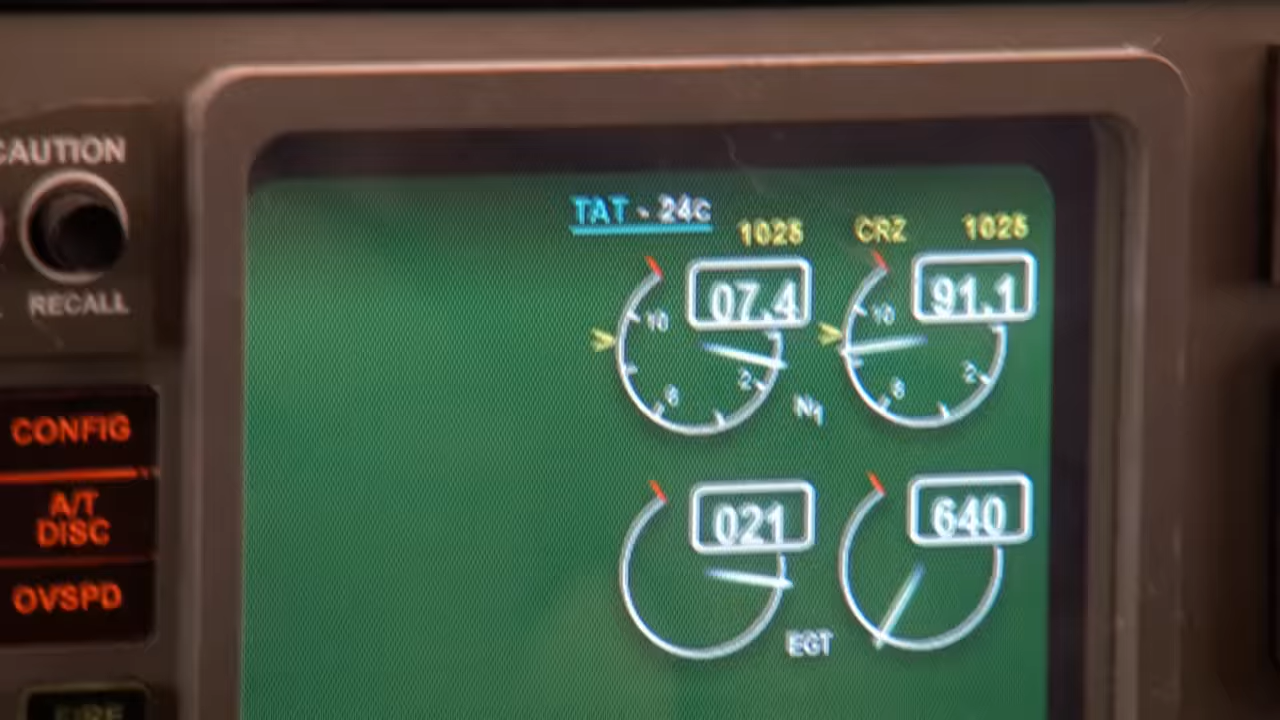 CAUTION
RECALL
CONFIG
A/T
DISC
OVSPD
FIRE
TAT - 24c
1025 CRZ 1025
07.4 91.1
10 10
2 2
8 8
N1
021 640
EGT